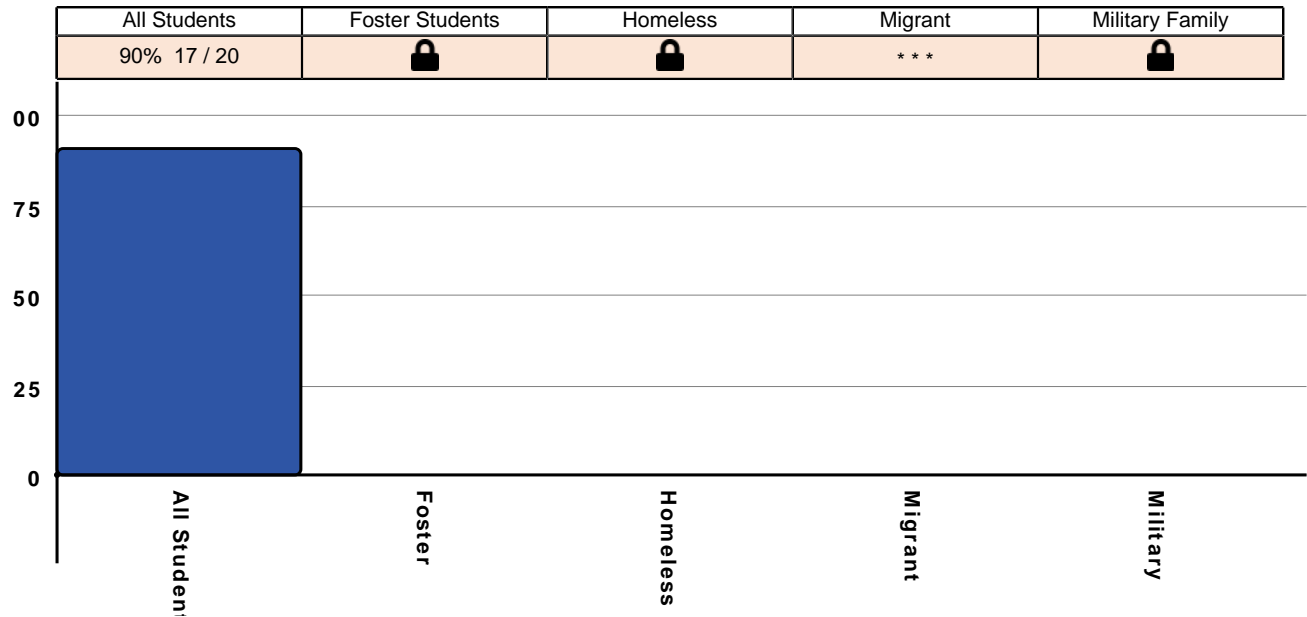 All Students Foster Students Homeless Migrant Military Family
90% 17 / 20 * * *
00
75
50
25
0
All Student
Foster
Homeless
Migrant
Military